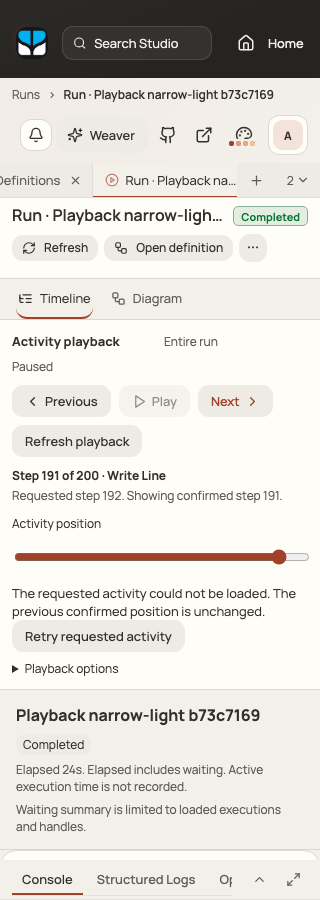 Search Studio
Home
Runs > Run · Playback narrow-light b73c7169
Weaver
A
Definitions
Run · Playback na...
2
Run · Playback narrow-ligh...
Completed
Refresh
Open definition
...
Timeline
Diagram
Activity playback
Entire run
Paused
Previous
Play
Next
Refresh playback
Step 191 of 200 · Write Line
Requested step 192. Showing confirmed step 191.
Activity position
The requested activity could not be loaded. The
previous confirmed position is unchanged.
Retry requested activity
Playback options
Playback narrow-light b73c7169
Completed
Elapsed 24s. Elapsed includes waiting. Active
execution time is not recorded.
Waiting summary is limited to loaded executions
and handles.
Console
Structured Logs